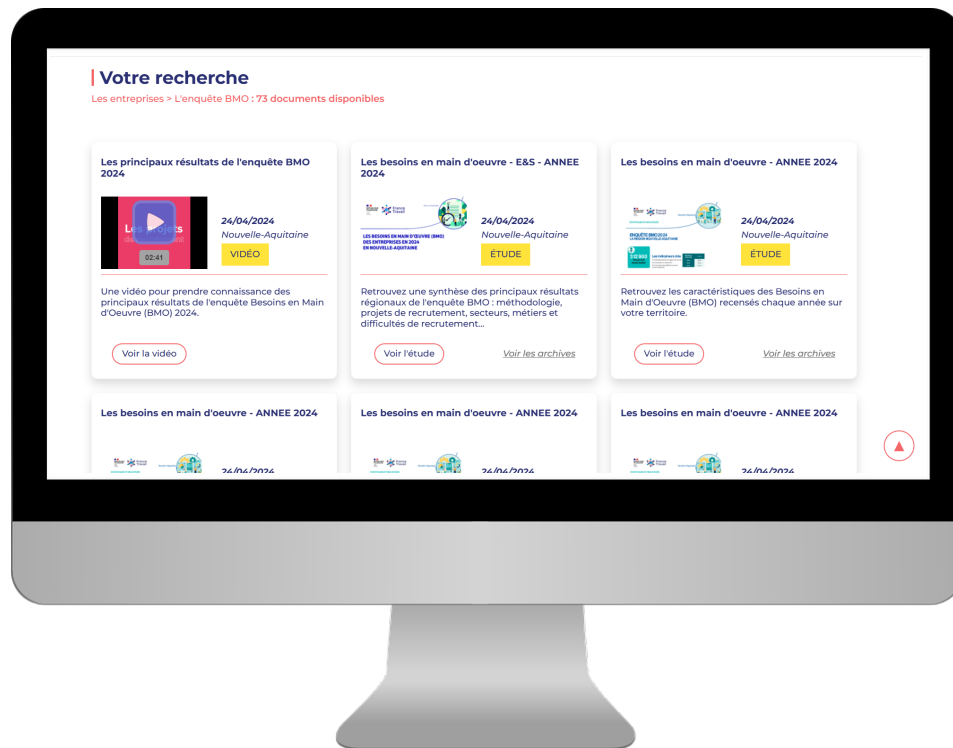 Votre recherche
Les entreprises > L'enquête BMO : 73 documents disponibles
Les principaux résultats de l'enquête BMO
2024
24/04/2024
Nouvelle-Aquitaine
VIDÉO
02:41
Une vidéo pour prendre connaissance des
principaux résultats de l'enquête Besoins en Main
d'Oeuvre (BMO) 2024.
Voir la vidéo
Les besoins en main d'oeuvre - E&S - ANNEE
2024
France
Travail
LES BESOINS EN MAIN D'ŒUVRE (BMO)
DES ENTREPRISES EN 2024
EN NOUVELLE-AQUITAINE
24/04/2024
Nouvelle-Aquitaine
ÉTUDE
Retrouvez une synthèse des principaux résultats
régionaux de l'enquête BMO : méthodologie,
projets de recrutement, secteurs, métiers et
difficultés de recrutement...
Voir l'étude
Voir les archives
Les besoins en main d'oeuvre - ANNEE 2024
ENQUÊTE BMO 2024
24/04/2024
Nouvelle-Aquitaine
ÉTUDE
Retrouvez les caractéristiques des Besoins en
Main d'Oeuvre (BMO) recensés chaque année sur
votre territoire.
Voir l'étude
Voir les archives
Les besoins en main d'oeuvre - ANNEE 2024
24/04/2024
Les besoins en main d'oeuvre - ANNEE 2024
24/04/2024
Les besoins en main d'oeuvre - ANNEE 2024
24/04/2024